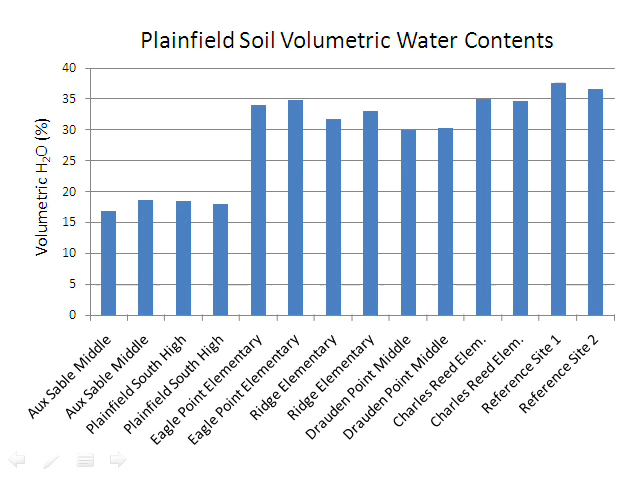 Plainfield Soil Volumetric Water Contents
Volumetric H₂O (%)
40
35
30
25
20
15
10
5
0
Aux Sable Middle
Aux Sable Middle
Plainfield South High
Plainfield South High
Eagle Point Elementary
Eagle Point Elementary
Ridge Elementary
Ridge Elementary
Drauden Point Middle
Drauden Point Middle
Charles Reed Elem.
Charles Reed Elem.
Reference Site 1
Reference Site 2